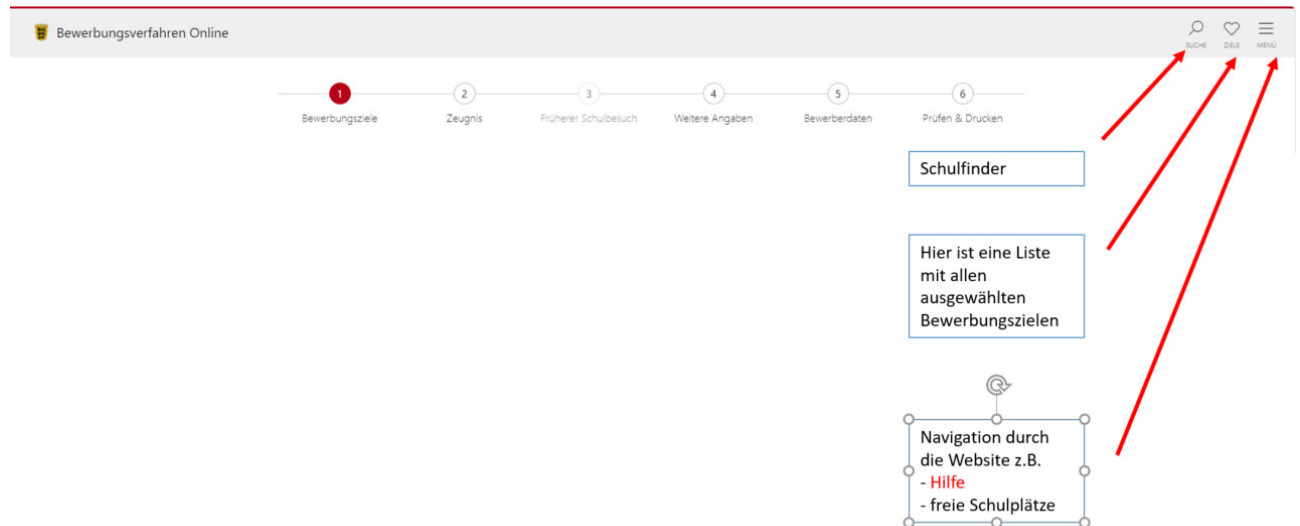 Bewerbungsverfahren Online
SUCHE ZIELE MENÜ
1 2 3 4 5 6
Bewerbungsziele Zeugnis Früherer Schulbesuch Weitere Angaben Bewerberdaten Prüfen & Drucken
Schulfinder
Hier ist eine Liste
mit allen
ausgewählten
Bewerbungszielen
Navigation durch
die Website z.B.
- Hilfe
- freie Schulplätze